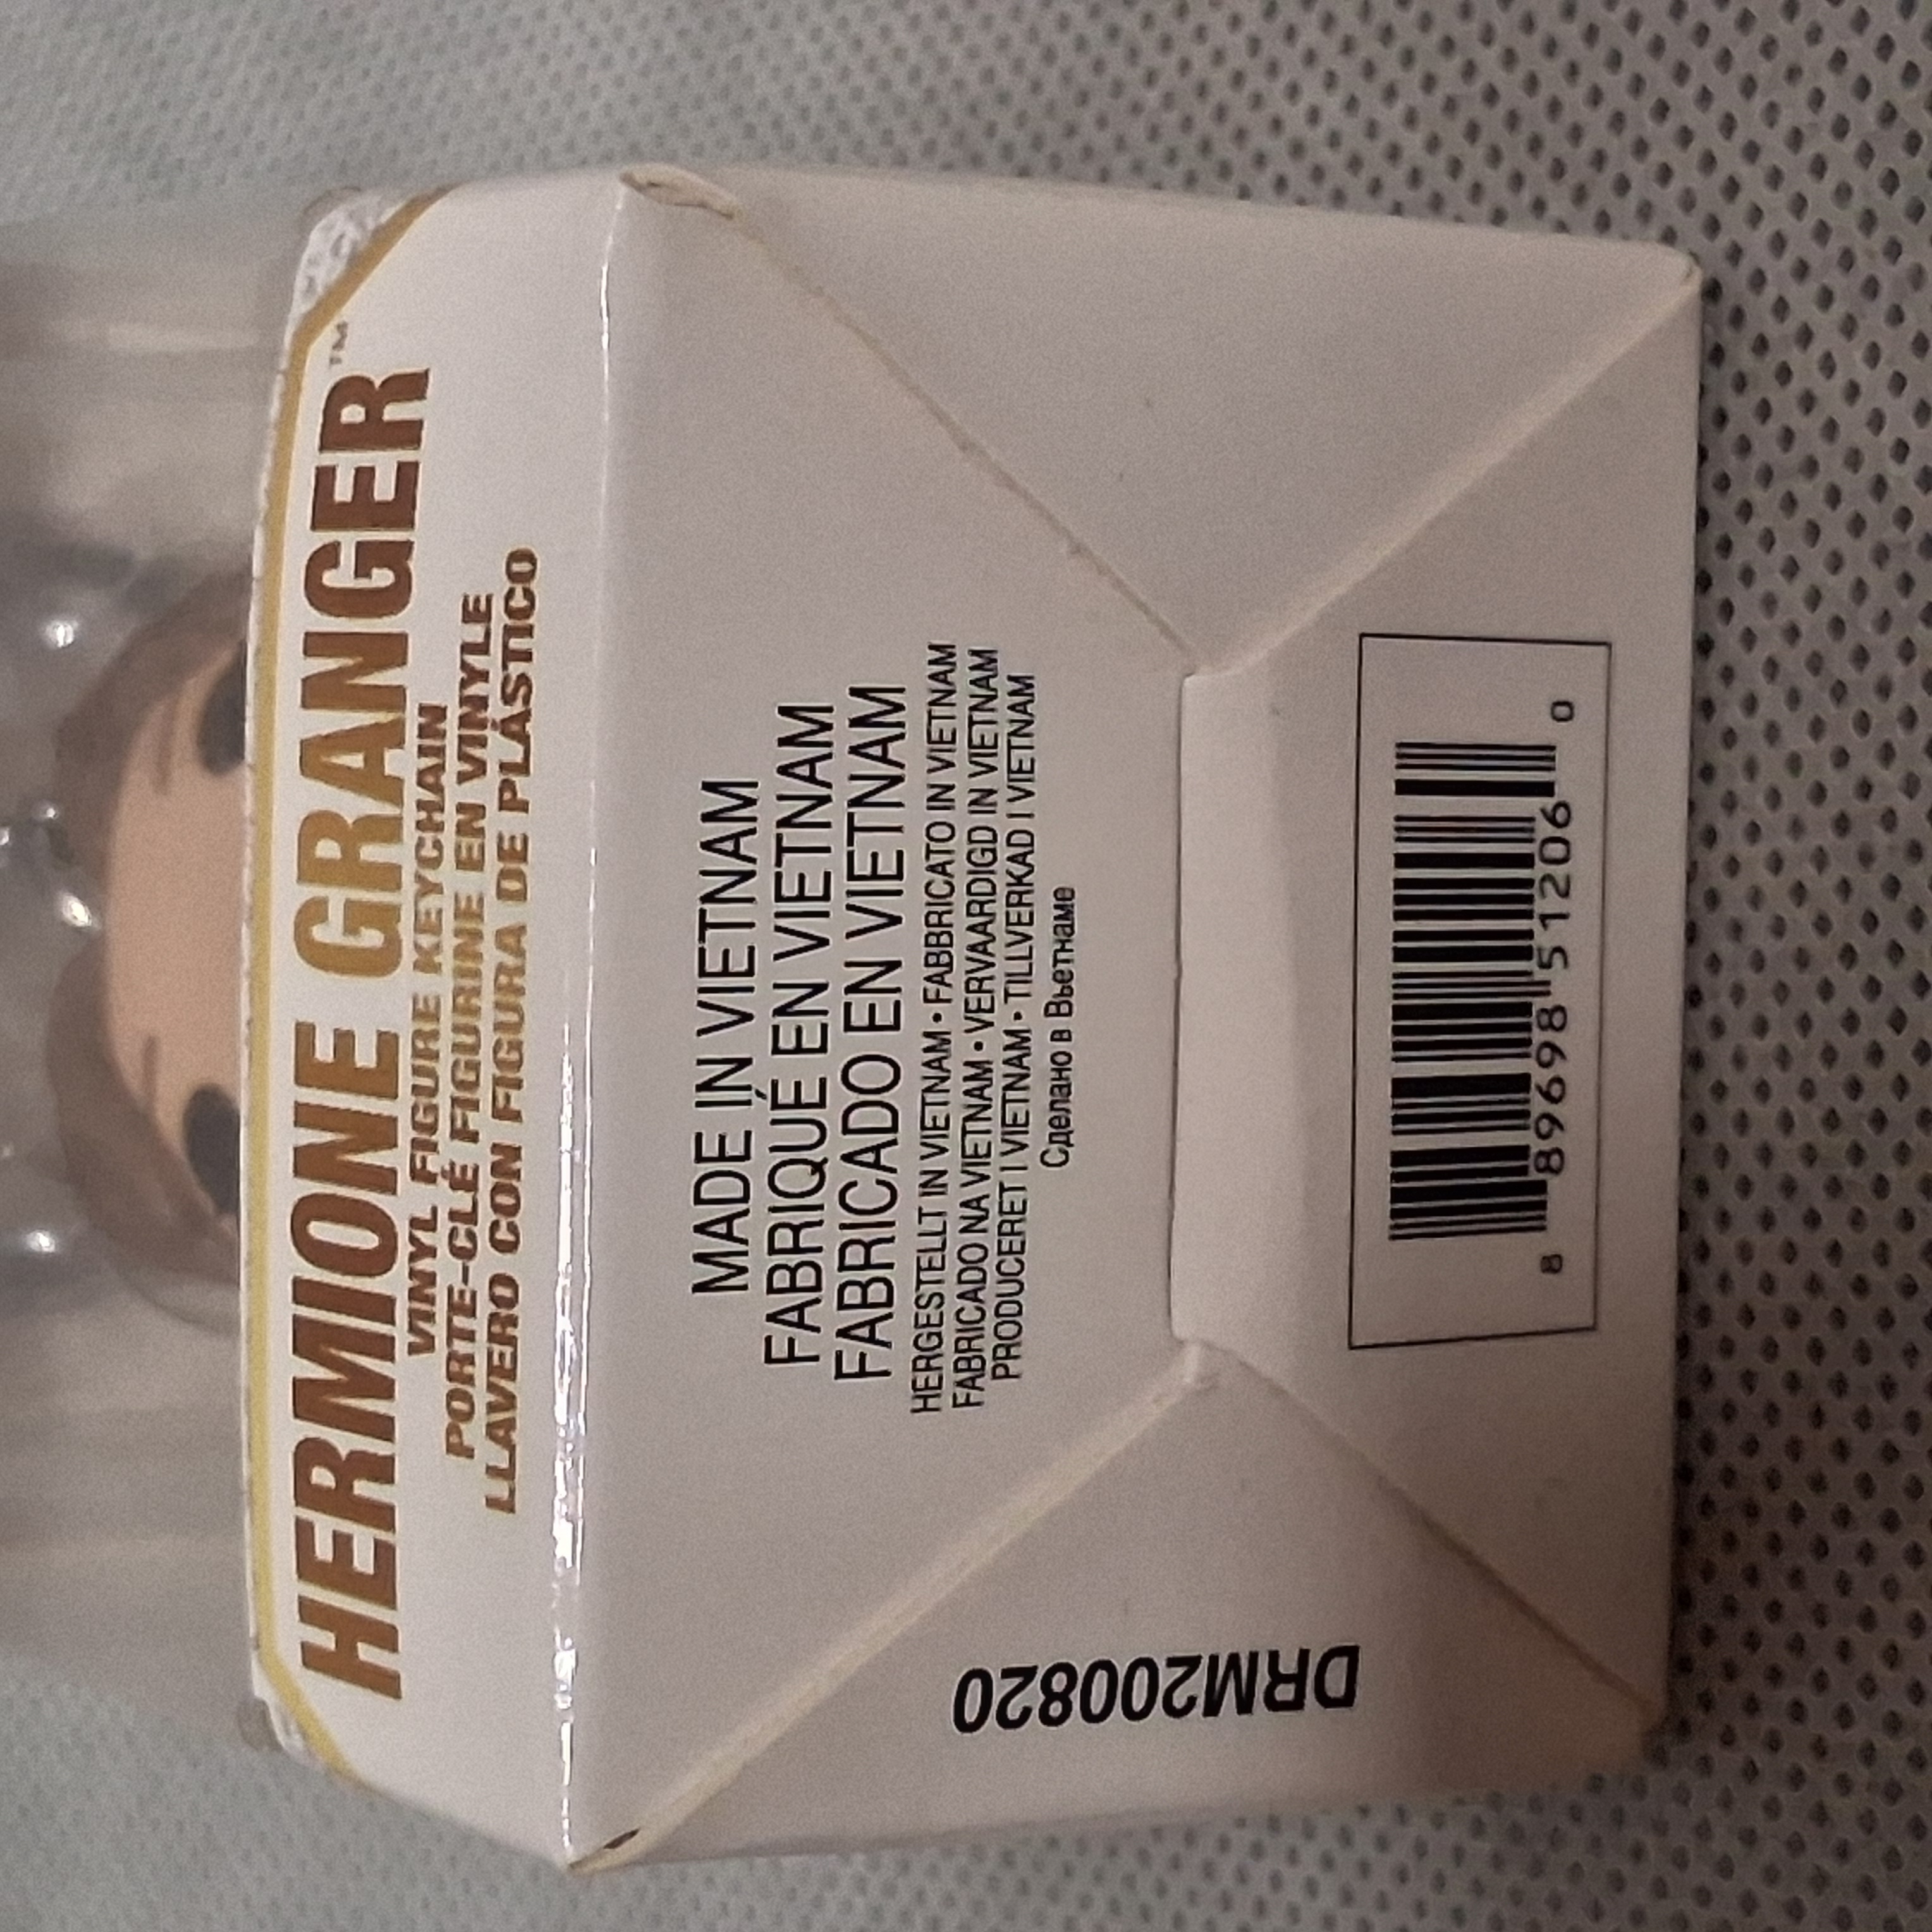 HERMIONE GRANGER™
VINYL FIGURE KEYCHAIN
PORTE-CLÉ FIGURINE EN VINYLE
LLAVERO CON FIGURA DE PLÁSTICO
MADE IN VIETNAM
FABRIQUÉ EN VIETNAM
FABRICADO EN VIETNAM
HERGESTELLT IN VIETNAM • FABBRICATO IN VIETNAM
FABRICADO NA VIETNAM • VERVAARDIGD IN VIETNAM
PRODUCERET I VIETNAM • TILLVERKAD I VIETNAM
Сделано в Вьетнаме
8 89698 51206 0
DRM200820